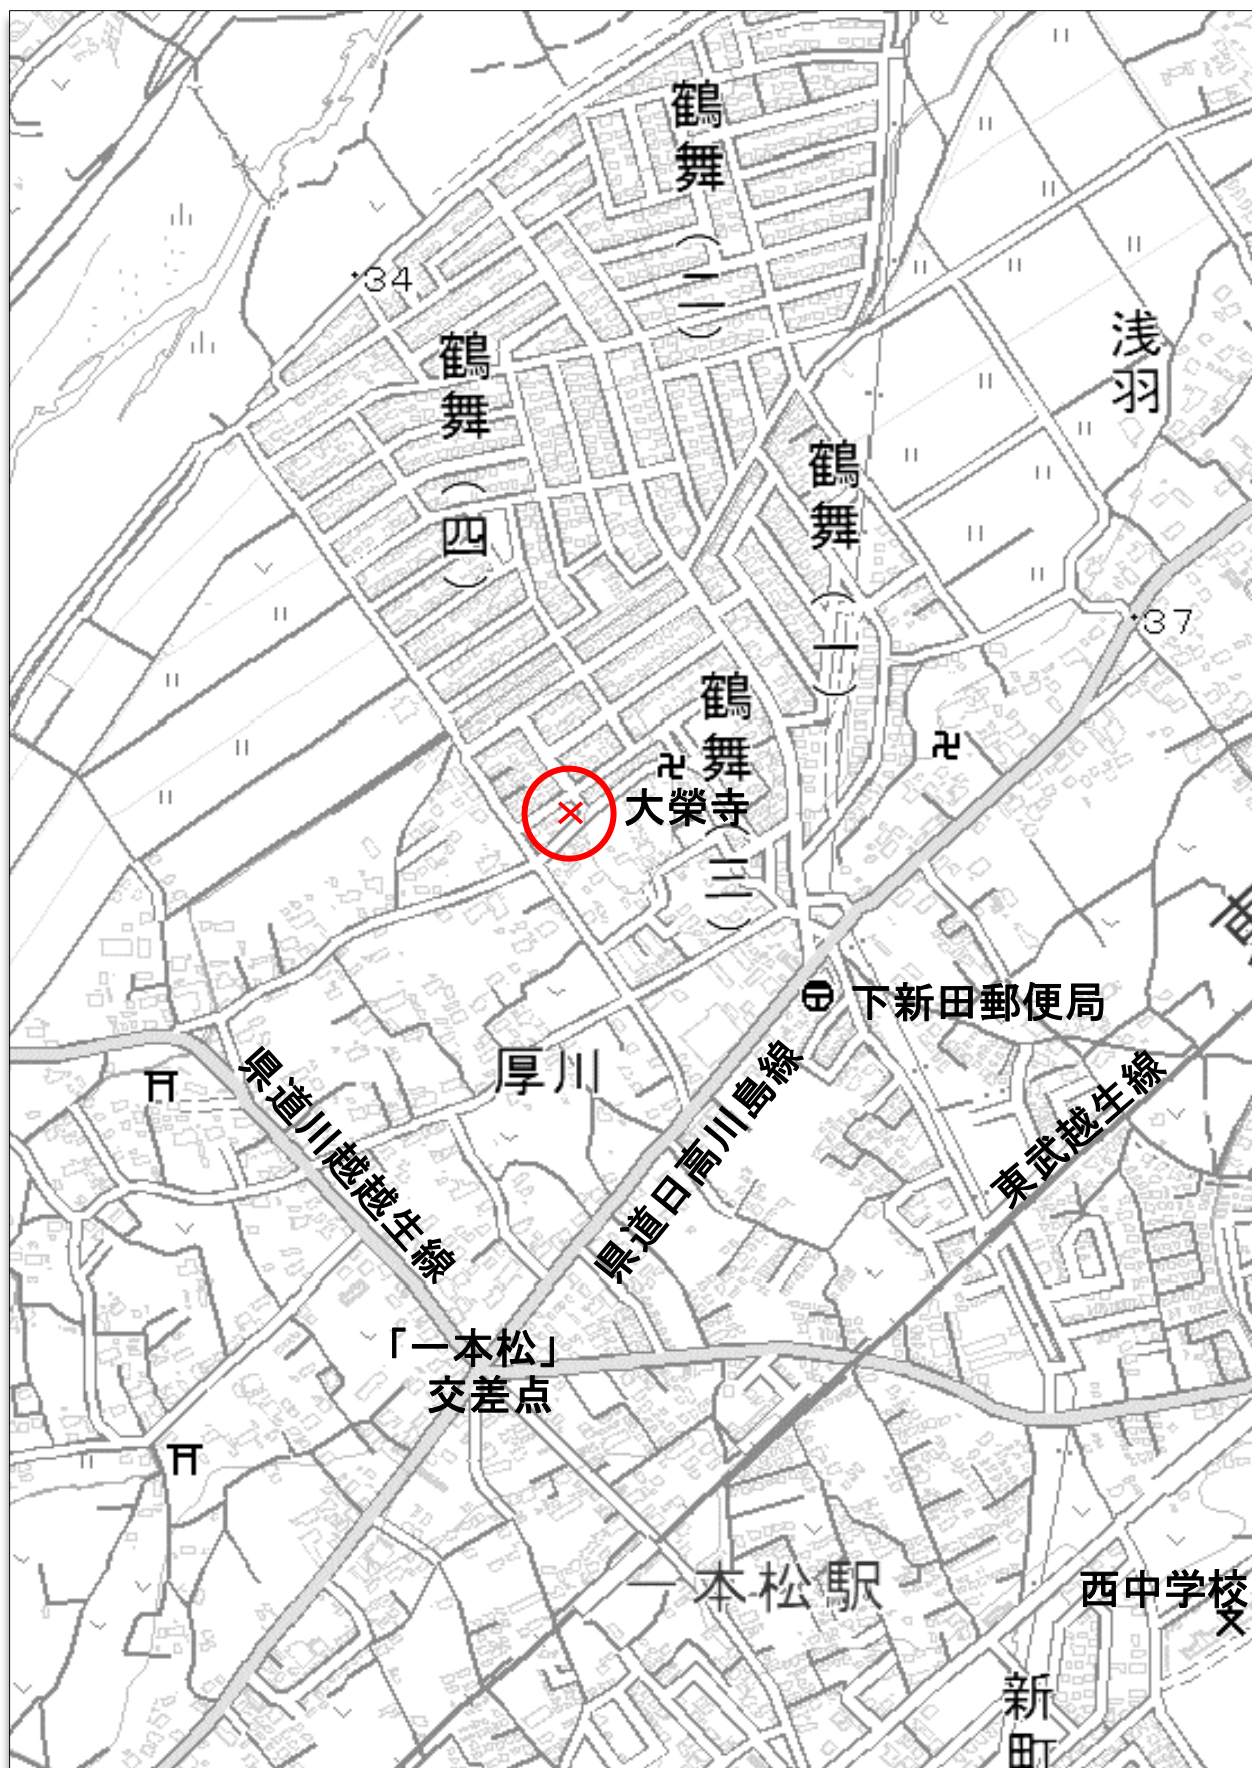 鶴舞(二)
34
浅羽
鶴舞(四)
鶴舞(一)
37
鶴舞(三)
大榮寺
下新田郵便局
厚川
県道川越越生線
県道日高川島線
東武越生線
「一本松」
交差点
一本松駅
西中学校
新町